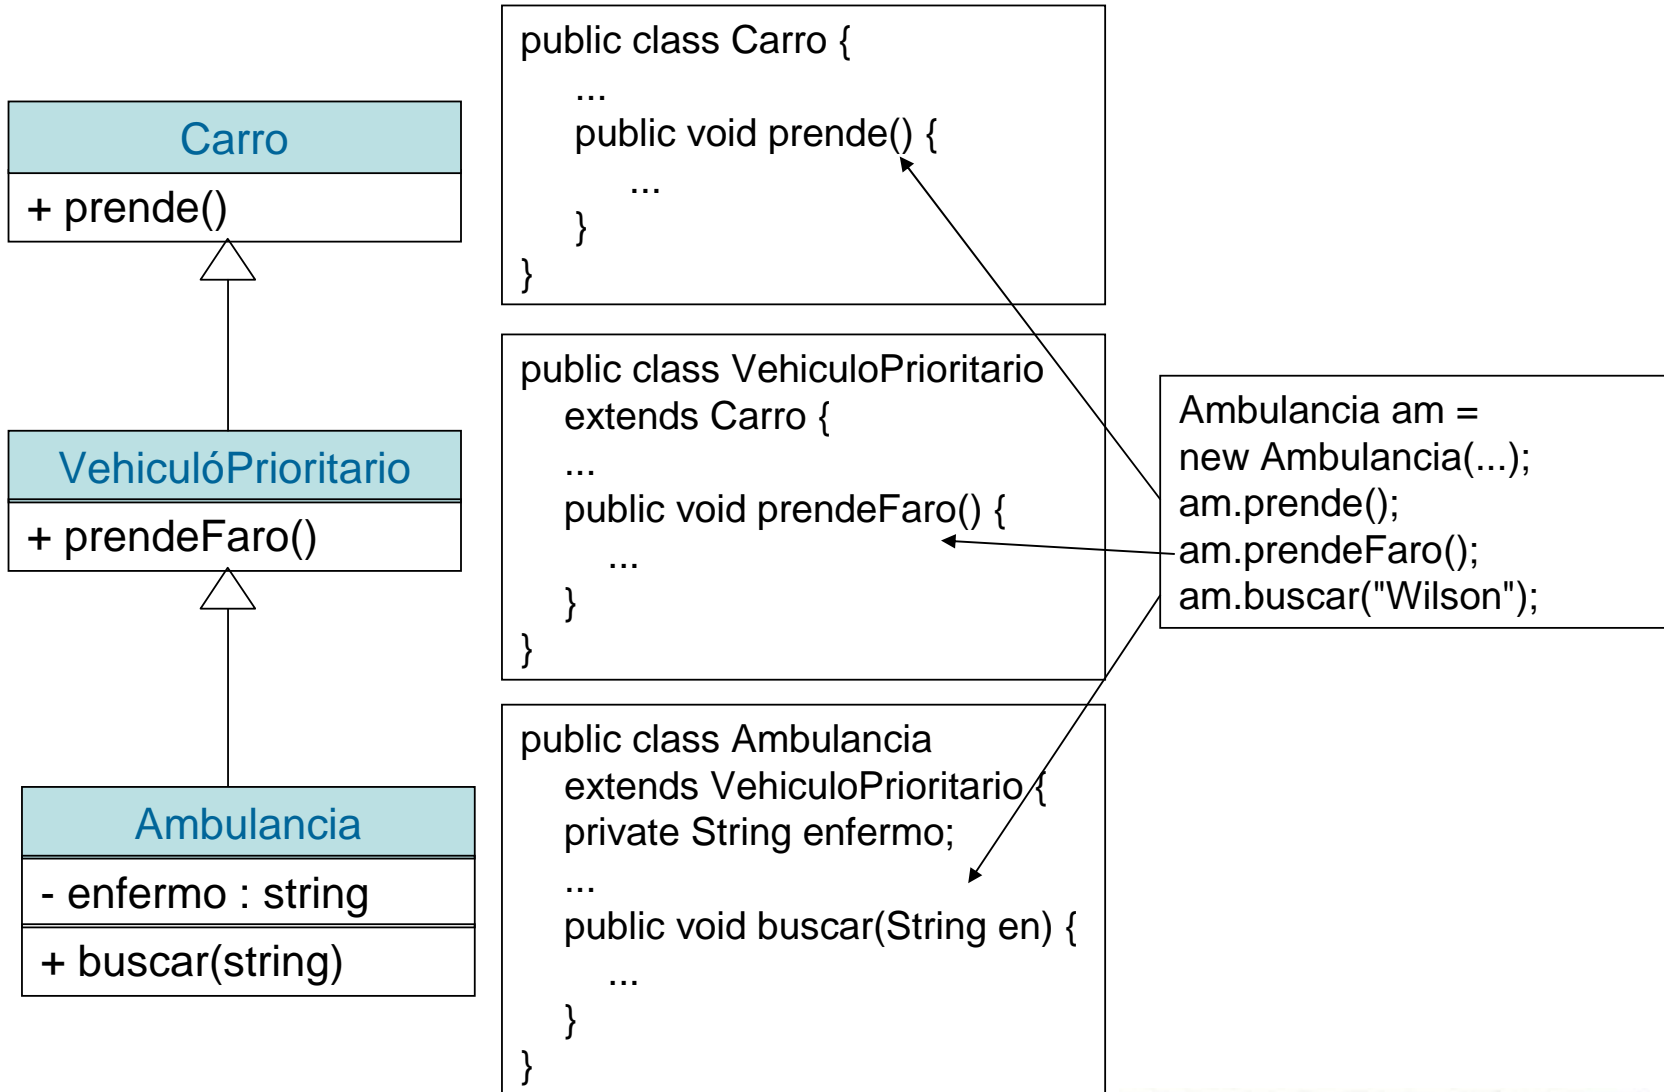 Carro
+ prende()
VehiculóPrioritario
+ prendeFaro()
Ambulancia
- enfermo : string
+ buscar(string)
public class Carro {
...
public void prende() {
...
}
}
public class VehiculoPrioritario
extends Carro {
...
public void prendeFaro() {
...
}
}
public class Ambulancia
extends VehiculoPrioritario {
private String enfermo;
...
public void buscar(String en) {
...
}
}
Ambulancia am =
new Ambulancia(...);
am.prende();
am.prendeFaro();
am.buscar("Wilson");